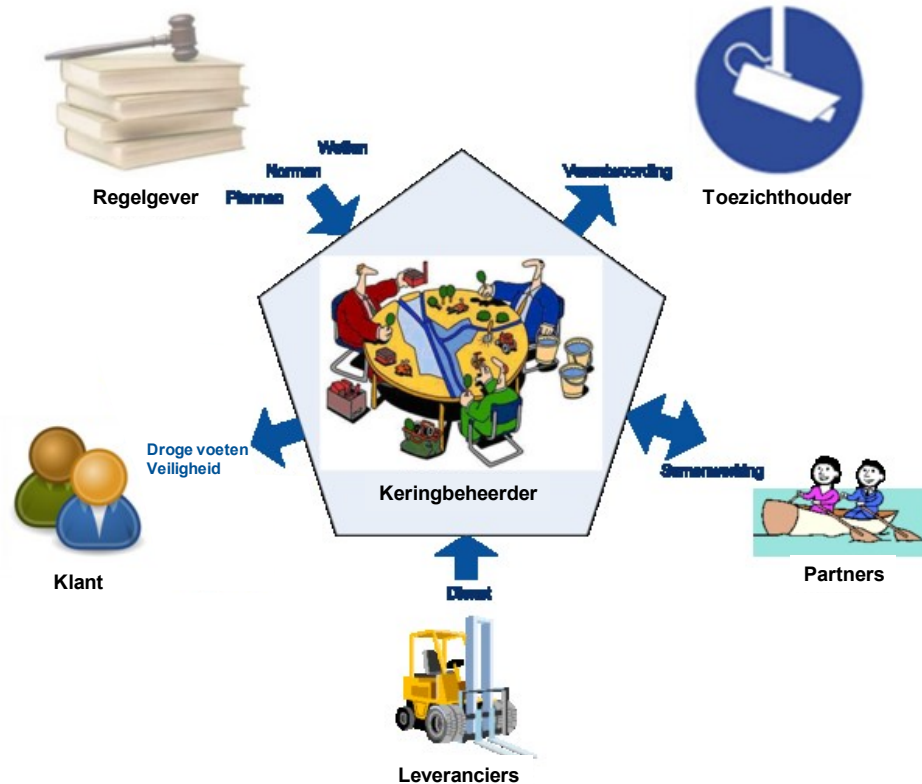 Wetten
Normen
Plannen
Regelgever
Verantwoording
Toezichthouder
Droge voeten
Veiligheid
Keringbeheerder
Samenwerking
Klant
Partners
Dienst
Leveranciers